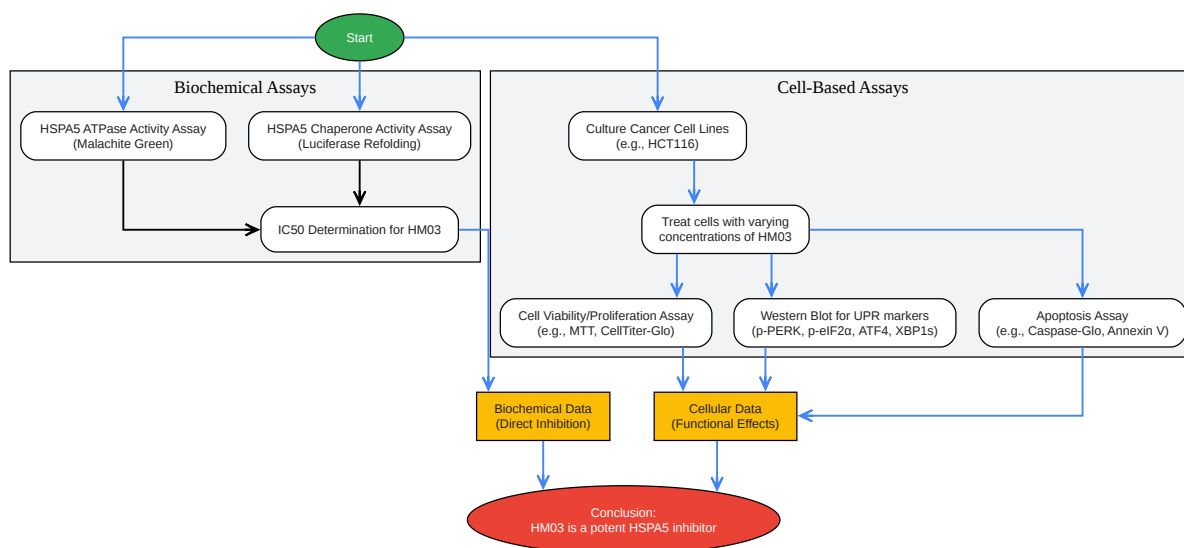 Start
Biochemical Assays
Cell-Based Assays
HSPA5 ATPase Activity Assay
(Malachite Green)
HSPA5 Chaperone Activity Assay
(Luciferase Refolding)
Culture Cancer Cell Lines
(e.g., HCT116)
IC50 Determination for HM03
Treat cells with varying
concentrations of HM03
Cell Viability/Proliferation Assay
(e.g., MTT, CellTiter-Glo)
Western Blot for UPR markers
(p-PERK, p-eIF2α, ATF4, XBP1s)
Apoptosis Assay
(e.g., Caspase-Glo, Annexin V)
Biochemical Data
(Direct Inhibition)
Cellular Data
(Functional Effects)
Conclusion:
HM03 is a potent HSPA5 inhibitor